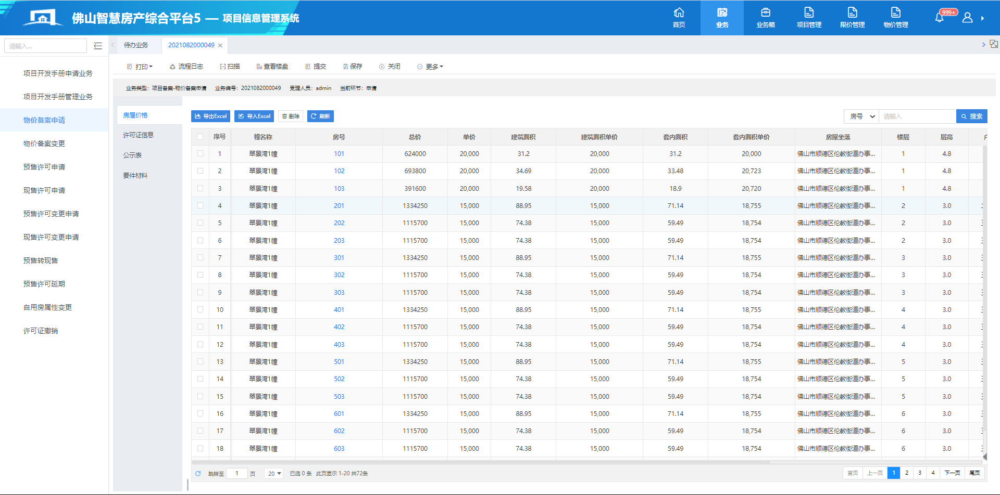 佛山智慧房产综合平台5 — 项目信息管理系统
首页 业务 业务箱 项目管理 限价管理 物价管理 999+
请输入...
待办业务 2021082000049
打印 流程日志 扫描 查看楼盘 提交 保存 关闭 更多
业务类型：项目备案-物价备案申请 业务编号：2021082000049 受理人员：admin 当前环节：申请
项目开发手册申请业务
项目开发手册管理业务
物价备案申请
物价备案变更
预售许可申请
现售许可申请
预售许可变更申请
现售许可变更申请
预售转现售
预售许可延期
自用房属性变更
许可证撤销
房屋价格
许可证信息
公示表
要件材料
导出Excel 导入Excel 删除 刷新 房号 请输入 搜索
序号 幢名称 房号 总价 单价 建筑面积 建筑面积单价 套内面积 套内面积单价 房屋坐落 楼层 层高
1 翠景湾1幢 101 624000 20,000 31.2 20,000 31.2 20,000 佛山市顺德区伦教街道办事... 1 4.8
2 翠景湾1幢 102 693800 20,000 34.69 20,000 33.48 20,723 佛山市顺德区伦教街道办事... 1 4.8
3 翠景湾1幢 103 391600 20,000 19.58 20,000 18.9 20,720 佛山市顺德区伦教街道办事... 1 4.8
4 翠景湾1幢 201 1334250 15,000 88.95 15,000 71.14 18,755 佛山市顺德区伦教街道办事... 2 3.0
5 翠景湾1幢 202 1115700 15,000 74.38 15,000 59.49 18,754 佛山市顺德区伦教街道办事... 2 3.0
6 翠景湾1幢 203 1115700 15,000 74.38 15,000 59.49 18,754 佛山市顺德区伦教街道办事... 2 3.0
7 翠景湾1幢 301 1334250 15,000 88.95 15,000 71.14 18,755 佛山市顺德区伦教街道办事... 3 3.0
8 翠景湾1幢 302 1115700 15,000 74.38 15,000 59.49 18,754 佛山市顺德区伦教街道办事... 3 3.0
9 翠景湾1幢 303 1115700 15,000 74.38 15,000 59.49 18,754 佛山市顺德区伦教街道办事... 3 3.0
10 翠景湾1幢 401 1334250 15,000 88.95 15,000 71.14 18,755 佛山市顺德区伦教街道办事... 4 3.0
11 翠景湾1幢 402 1115700 15,000 74.38 15,000 59.49 18,754 佛山市顺德区伦教街道办事... 4 3.0
12 翠景湾1幢 403 1115700 15,000 74.38 15,000 59.49 18,754 佛山市顺德区伦教街道办事... 4 3.0
13 翠景湾1幢 501 1334250 15,000 88.95 15,000 71.14 18,755 佛山市顺德区伦教街道办事... 5 3.0
14 翠景湾1幢 502 1115700 15,000 74.38 15,000 59.49 18,754 佛山市顺德区伦教街道办事... 5 3.0
15 翠景湾1幢 503 1115700 15,000 74.38 15,000 59.49 18,754 佛山市顺德区伦教街道办事... 5 3.0
16 翠景湾1幢 601 1334250 15,000 88.95 15,000 71.14 18,755 佛山市顺德区伦教街道办事... 6 3.0
17 翠景湾1幢 602 1115700 15,000 74.38 15,000 59.49 18,754 佛山市顺德区伦教街道办事... 6 3.0
18 翠景湾1幢 603 1115700 15,000 74.38 15,000 59.49 18,754 佛山市顺德区伦教街道办事... 6 3.0
跳转至 1 页 20 已选 0 条 此页显示 1-20 共72条 首页 上一页 1 2 3 4 下一页 尾页